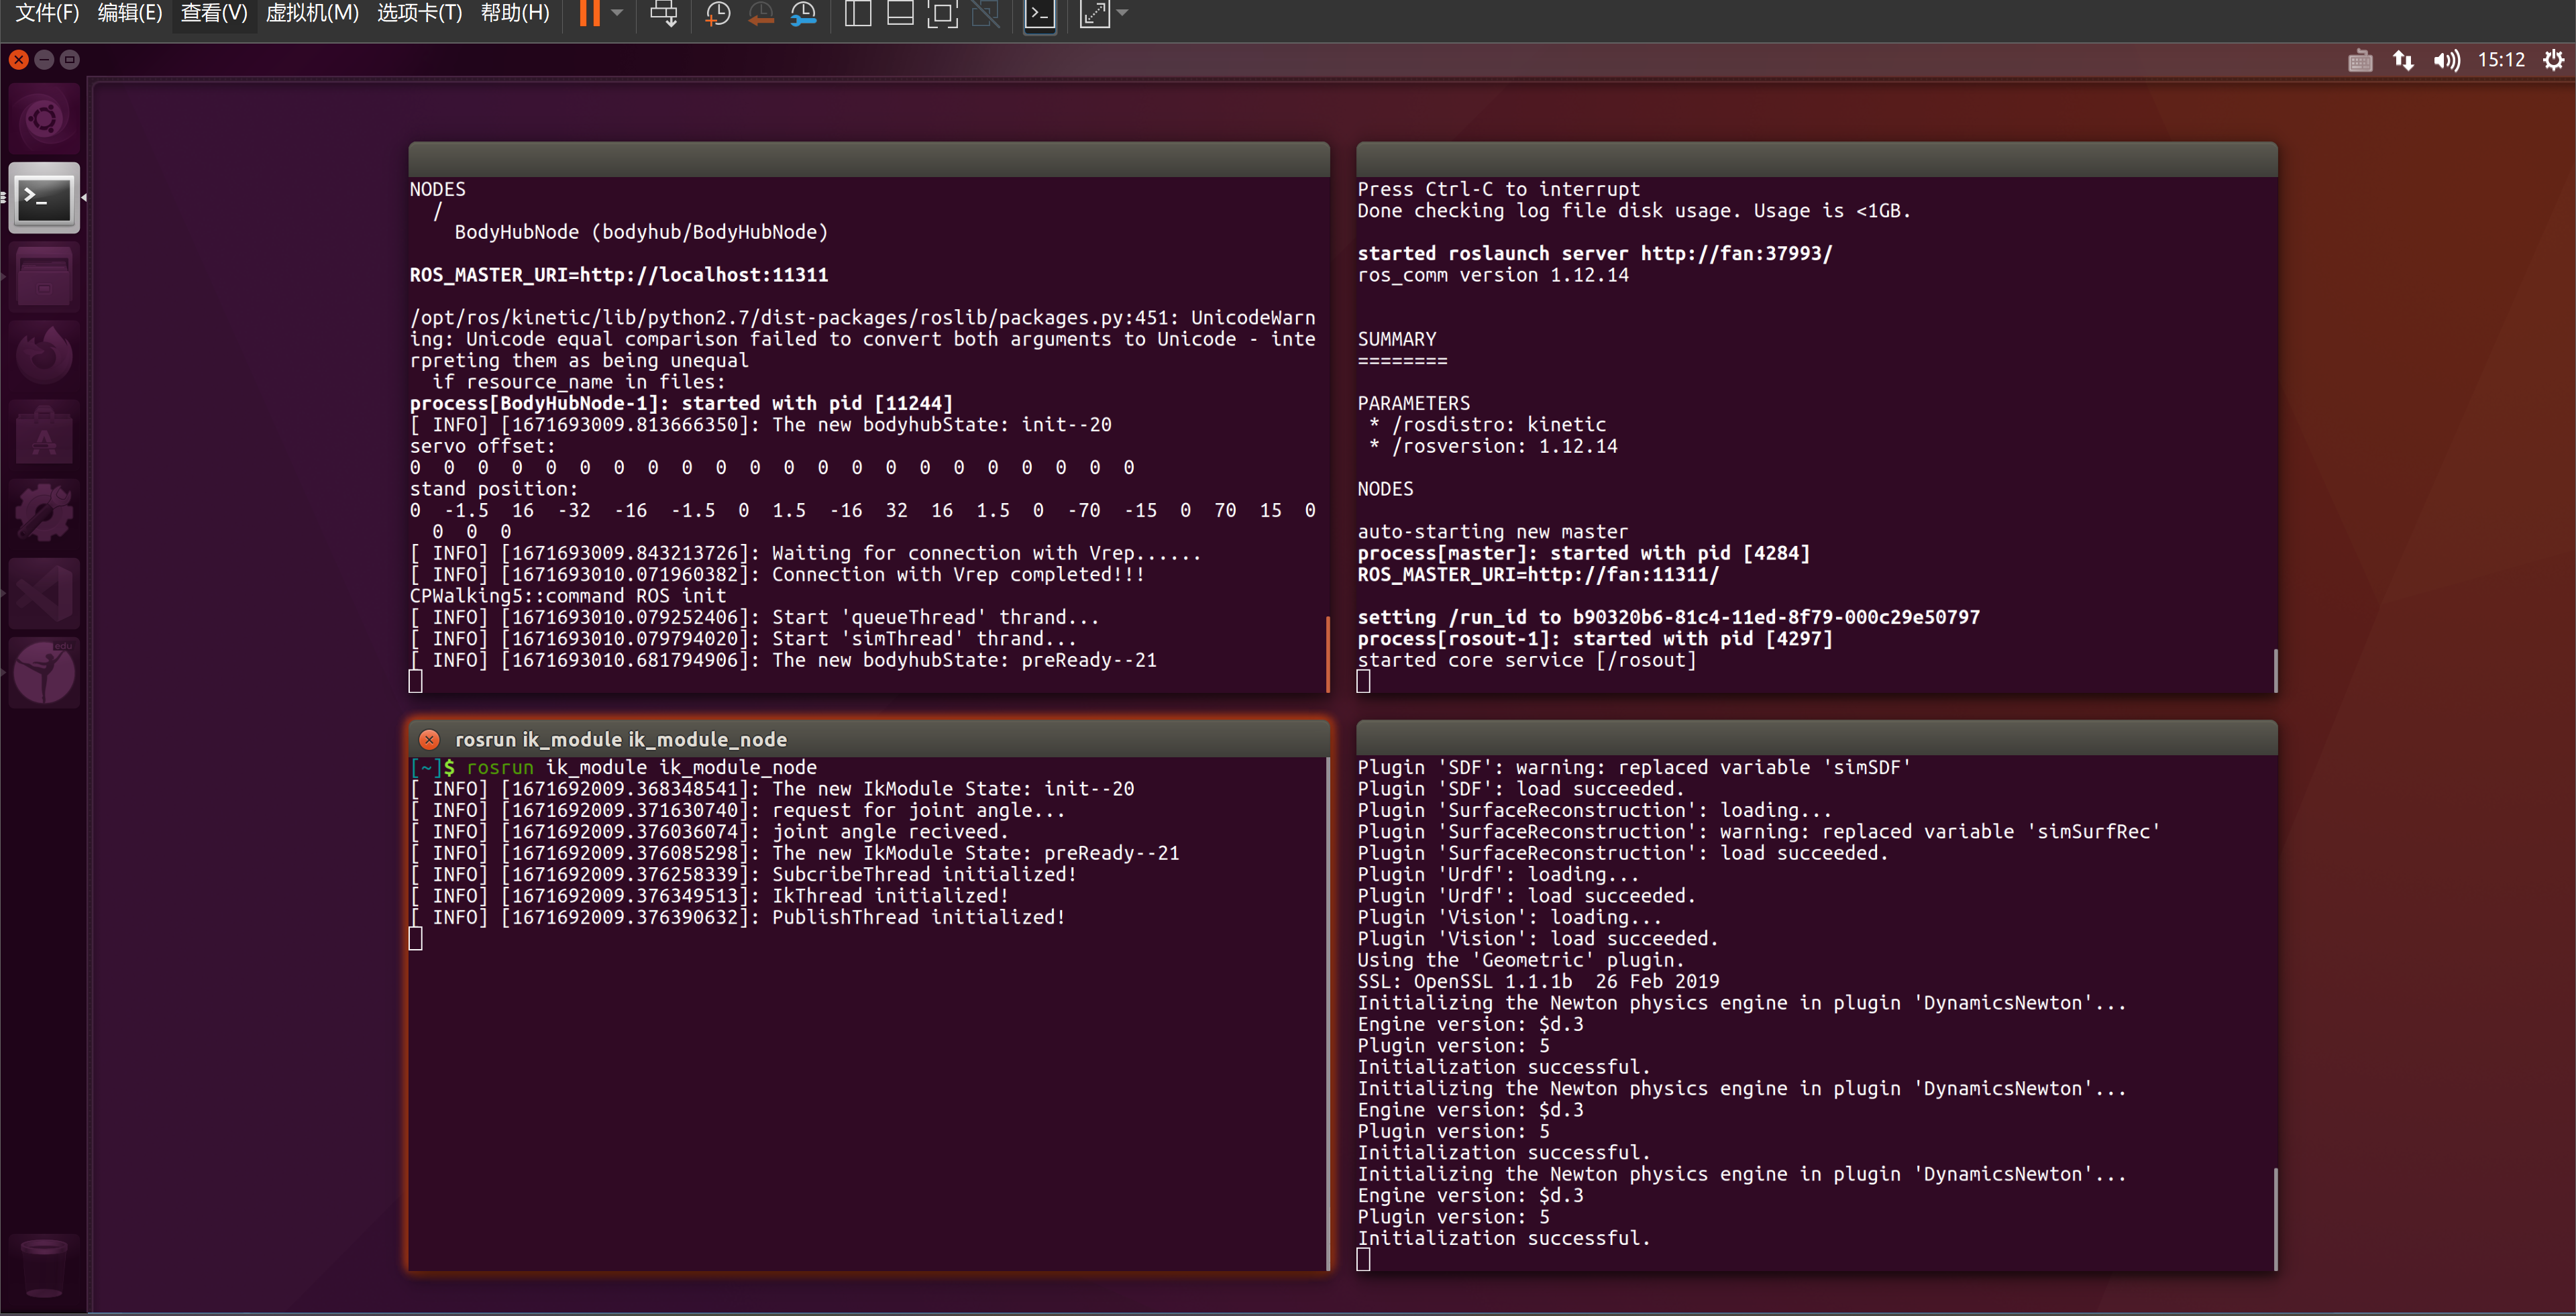 文件(F) 编辑(E) 查看(V) 虚拟机(M) 选项卡(T) 帮助(H)
15:12
NODES
/
BodyHubNode (bodyhub/BodyHubNode)
ROS_MASTER_URI=http://localhost:11311
/opt/ros/kinetic/lib/python2.7/dist-packages/roslib/packages.py:451: UnicodeWarn
ing: Unicode equal comparison failed to convert both arguments to Unicode - inte
rpreting them as being unequal
if resource_name in files:
process[BodyHubNode-1]: started with pid [11244]
[ INFO] [1671693009.813666350]: The new bodyhubState: init--20
servo offset:
0 0 0 0 0 0 0 0 0 0 0 0 0 0 0 0 0 0 0 0 0 0
stand position:
0 -1.5 16 -32 -16 -1.5 0 1.5 -16 32 16 1.5 0 -70 -15 0 70 15 0
0 0 0
[ INFO] [1671693009.843213726]: Waiting for connection with Vrep......
[ INFO] [1671693010.071960382]: Connection with Vrep completed!!!
CPWalking5::command ROS init
[ INFO] [1671693010.079252406]: Start 'queueThread' thrand...
[ INFO] [1671693010.079794020]: Start 'simThread' thrand...
[ INFO] [1671693010.681794906]: The new bodyhubState: preReady--21
Press Ctrl-C to interrupt
Done checking log file disk usage. Usage is <1GB.
started roslaunch server http://fan:37993/
ros_comm version 1.12.14
SUMMARY
========
PARAMETERS
* /rosdistro: kinetic
* /rosversion: 1.12.14
NODES
auto-starting new master
process[master]: started with pid [4284]
ROS_MASTER_URI=http://fan:11311/
setting /run_id to b90320b6-81c4-11ed-8f79-000c29e50797
process[rosout-1]: started with pid [4297]
started core service [/rosout]
rosrun ik_module ik_module_node
[~]$ rosrun ik_module ik_module_node
[ INFO] [1671692009.368348541]: The new IkModule State: init--20
[ INFO] [1671692009.371630740]: request for joint angle...
[ INFO] [1671692009.376036074]: joint angle reciveed.
[ INFO] [1671692009.376085298]: The new IkModule State: preReady--21
[ INFO] [1671692009.376258339]: SubcribeThread initialized!
[ INFO] [1671692009.376349513]: IkThread initialized!
[ INFO] [1671692009.376390632]: PublishThread initialized!
Plugin 'SDF': warning: replaced variable 'simSDF'
Plugin 'SDF': load succeeded.
Plugin 'SurfaceReconstruction': loading...
Plugin 'SurfaceReconstruction': warning: replaced variable 'simSurfRec'
Plugin 'SurfaceReconstruction': load succeeded.
Plugin 'Urdf': loading...
Plugin 'Urdf': load succeeded.
Plugin 'Vision': loading...
Plugin 'Vision': load succeeded.
Using the 'Geometric' plugin.
SSL: OpenSSL 1.1.1b 26 Feb 2019
Initializing the Newton physics engine in plugin 'DynamicsNewton'...
Engine version: $d.3
Plugin version: 5
Initialization successful.
Initializing the Newton physics engine in plugin 'DynamicsNewton'...
Engine version: $d.3
Plugin version: 5
Initialization successful.
Initializing the Newton physics engine in plugin 'DynamicsNewton'...
Engine version: $d.3
Plugin version: 5
Initialization successful.
edu